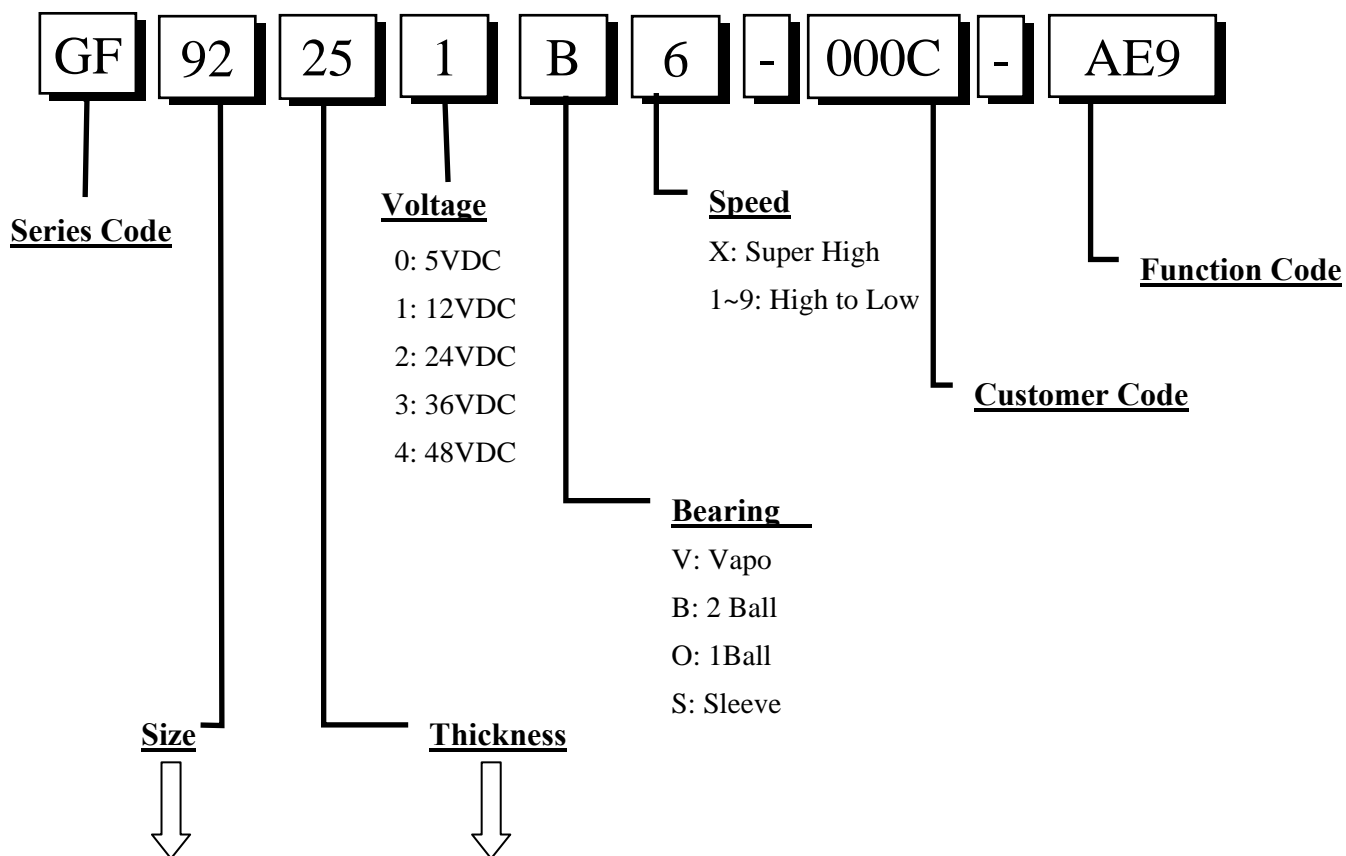 GF 92 25 1 B 6 - 000C - AE9
Series Code
Voltage
0: 5VDC
1: 12VDC
2: 24VDC
3: 36VDC
4: 48VDC
Speed
X: Super High
1~9: High to Low
Function Code
Customer Code
Bearing
V: Vapo
B: 2 Ball
O: 1Ball
S: Sleeve
Size
Thickness